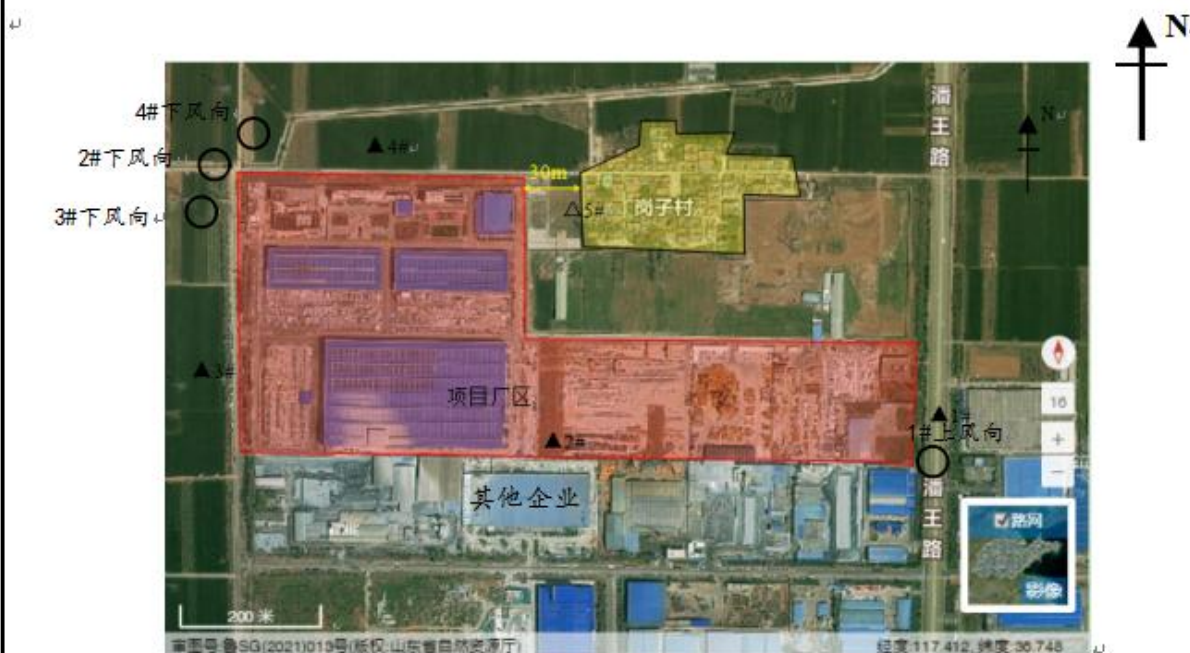 N
4#下风向
2#下风向
3#下风向
▲4#
N
潘王路
30m
△5#
岗子村
▲3#
项目厂区
▲2#
▲1#
1#上风向
16
+
−
潘王路
其他企业
路网
影像
200 米
审图号:鲁SG(2021)013号(版权:山东省自然资源厅)
经度:117.412, 纬度:36.748